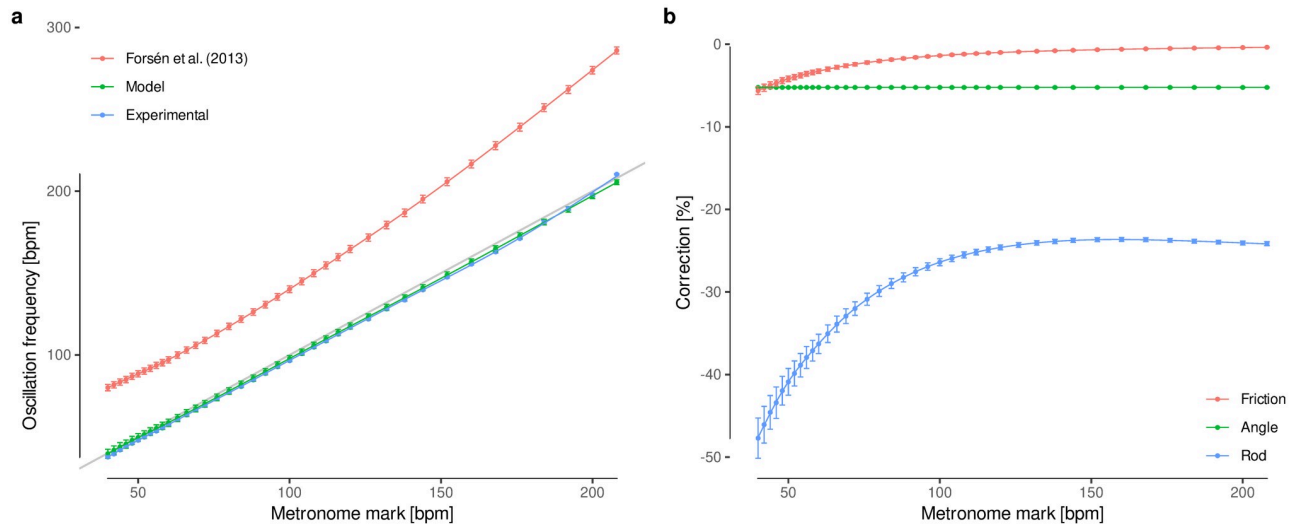 a
300
200
100
Oscillation frequency [bpm]
Forsén et al. (2013)
Model
Experimental
50
100
150
200
Metronome mark [bpm]
b
0
-10
-20
-30
-40
-50
Correction [%]
Friction
Angle
Rod
50
100
150
200
Metronome mark [bpm]